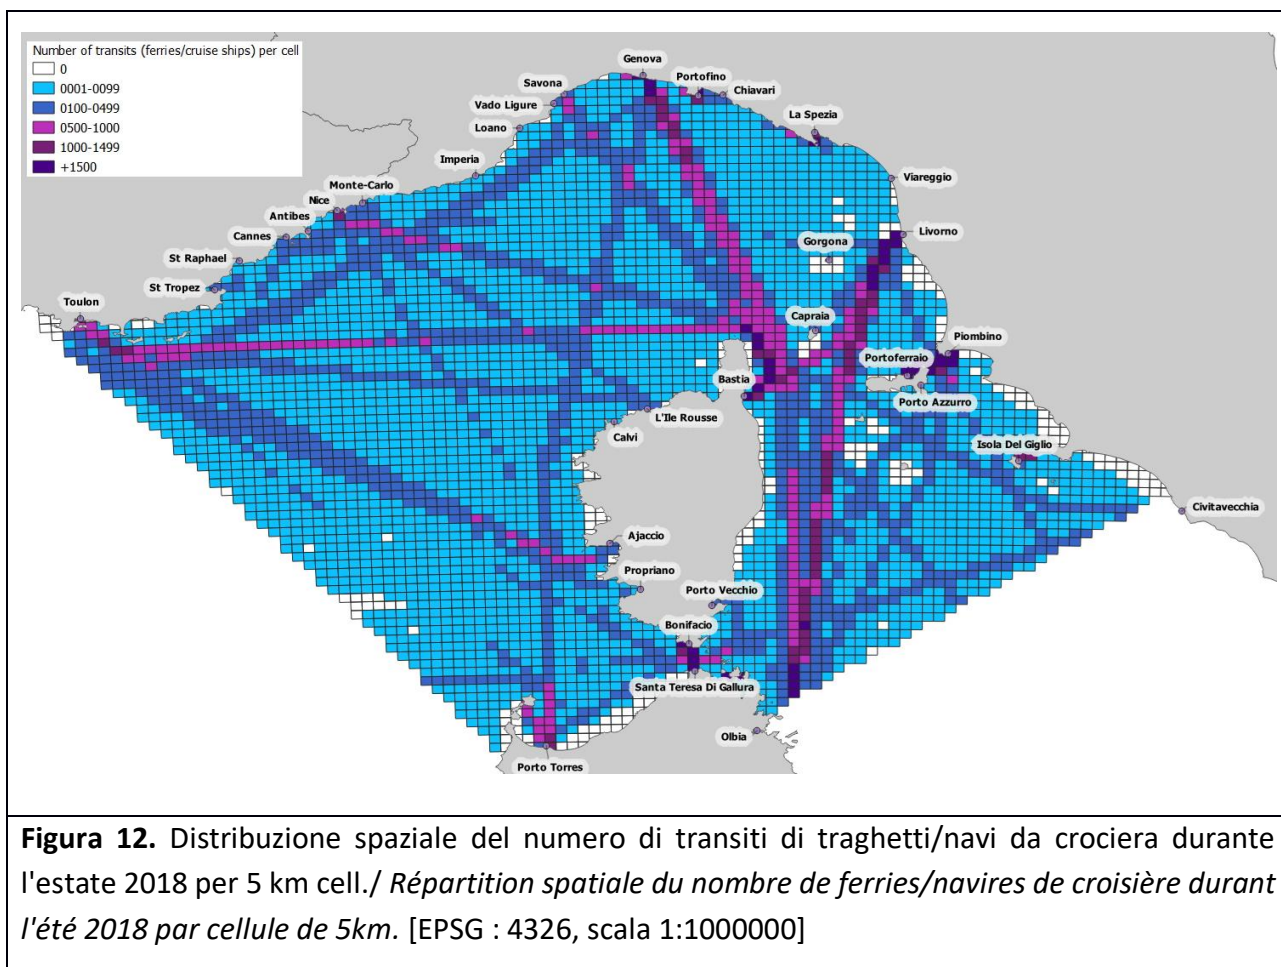 Number of transits (ferries/cruise ships) per cell
0
0001-0099
0100-0499
0500-1000
1000-1499
+1500
Genova
Portofino
Savona
Chiavari
Vado Ligure
La Spezia
Loano
Imperia
Viareggio
Monte-Carlo
Nice
Antibes
Cannes
Livorno
Gorgona
St Raphael
St Tropez
Toulon
Capraia
Piombino
Portoferraio
Bastia
Porto Azzurro
L'Ile Rousse
Calvi
Isola Del Giglio
Civitavecchia
Ajaccio
Propriano
Porto Vecchio
Bonifacio
Santa Teresa Di Gallura
Olbia
Porto Torres
Figura 12. Distribuzione spaziale del numero di transiti di traghetti/navi da crociera durante
l'estate 2018 per 5 km cell./ Répartition spatiale du nombre de ferries/navires de croisière durant
l'été 2018 par cellule de 5km. [EPSG : 4326, scala 1:1000000]